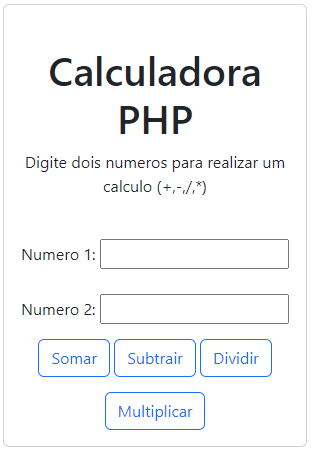 Calculadora
PHP
Digite dois numeros para realizar um
calculo (+,-,/,*)
Numero 1:
Numero 2:
Somar Subtrair Dividir
Multiplicar